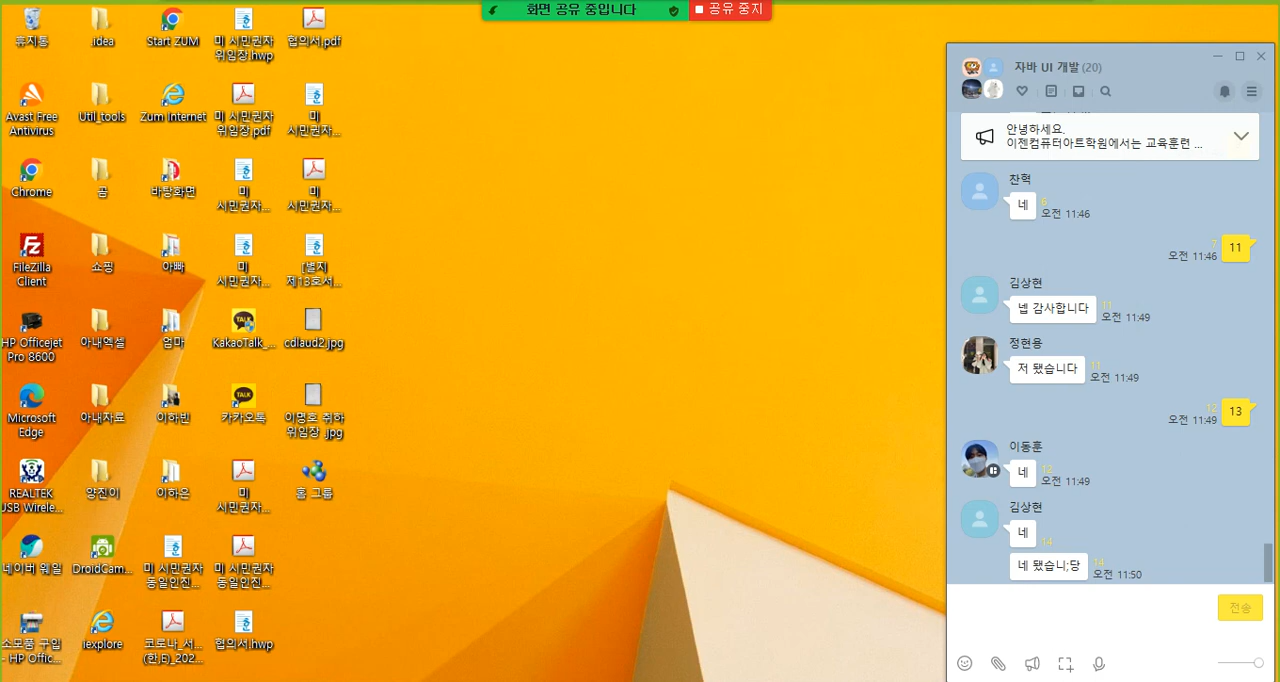 화면 공유 중입니다
공유 중지
휴지통
.idea
Start ZUM
미 시민권자
위임장.hwp
협의서.pdf
Avast Free
Antivirus
Util_tools
Zum Internet
미 시민권자
위임장.pdf
미
시민권자...
Chrome
곰
바탕화면
미
시민권자...
미
시민권자...
FileZilla
Client
쇼핑
아빠
미
시민권자...
[별지
제13호서...
HP Officejet
Pro 8600
아내엑셀
엄마
KakaoTalk_...
cdlaud2.jpg
Microsoft
Edge
아내자료
이하빈
카카오톡
이명호 취하
위임장 .jpg
REALTEK
USB Wirele...
양진이
이하은
미
시민권자...
홈 그룹
네이버 웨일
DroidCam...
미 시민권자
동일인진...
미 시민권자
동일인진...
소모품 구입
- HP Offic...
iexplore
코로나_서...
(한,E)_202...
협의서.hwp
자바 UI 개발 (20)
안녕하세요.
이젠컴퓨터아트학원에서는 교육훈련 ...
찬혁
네
6
오전 11:46
7
오전 11:46
11
김상현
넵 감사합니다
11
오전 11:49
정현용
저 됐습니다
11
오전 11:49
12
오전 11:49
13
이동훈
네
12
오전 11:49
김상현
네
14
네 됐습니;당
14
오전 11:50
전송